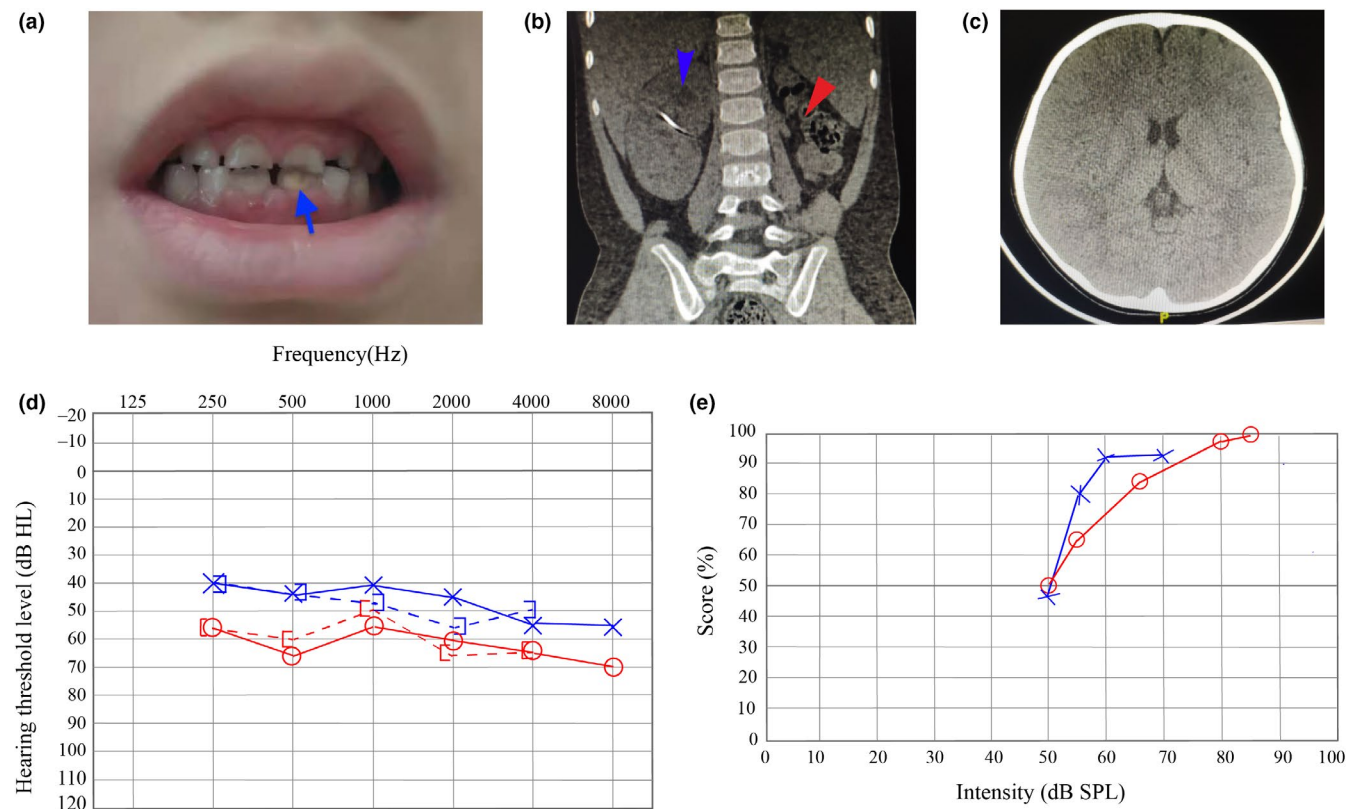 (a)
(b)
(c)
P
Frequency(Hz)
(d)
125 250 500 1000 2000 4000 8000
–20
–10
0
10
20
30
40
50
60
70
80
90
100
110
120
Hearing threshold level (dB HL)
(e)
100
90
80
70
60
50
40
30
20
10
0
Score (%)
0 10 20 30 40 50 60 70 80 90 100
Intensity (dB SPL)